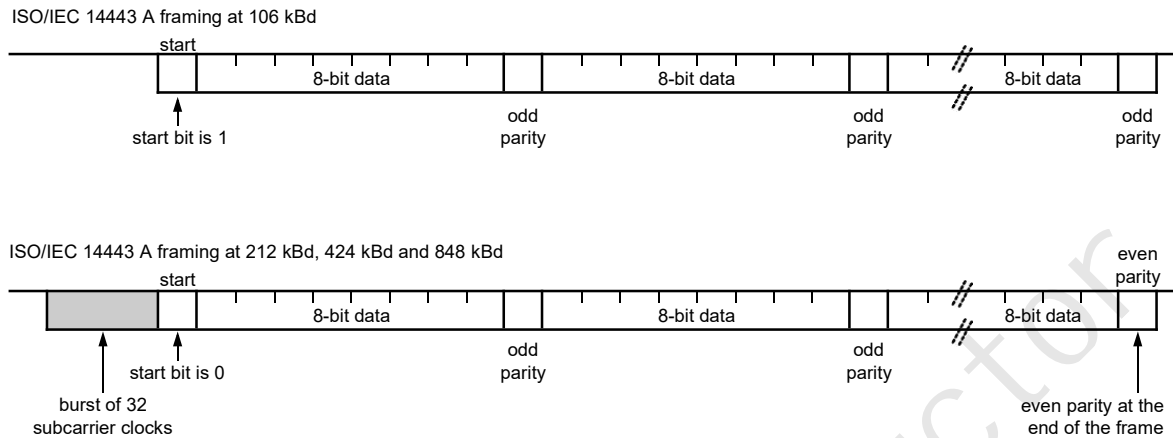 ISO/IEC 14443 A framing at 106 kBd
start
8-bit data 8-bit data 8-bit data
start bit is 1
odd parity
odd parity
odd parity
ISO/IEC 14443 A framing at 212 kBd, 424 kBd and 848 kBd
even parity
start
8-bit data 8-bit data 8-bit data
start bit is 0
odd parity
odd parity
burst of 32
subcarrier clocks
even parity at the
end of the frame